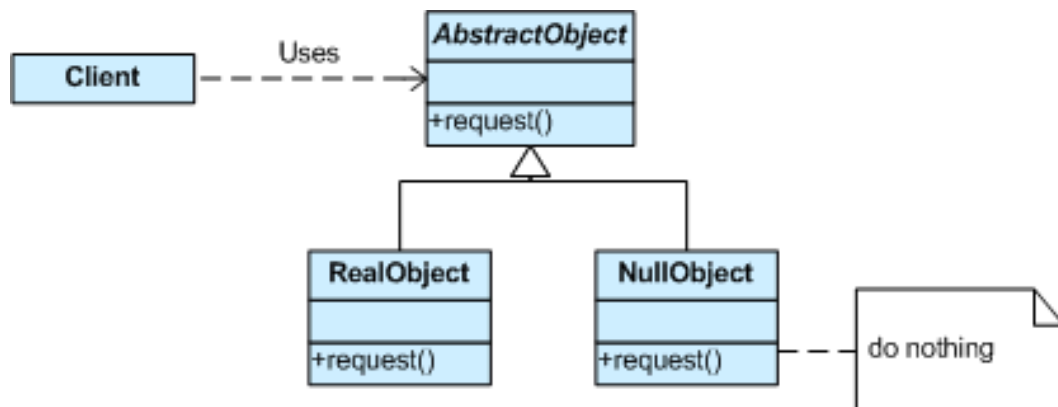 AbstractObject
Uses
Client
+request()
RealObject
NullObject
+request()
+request()
do nothing